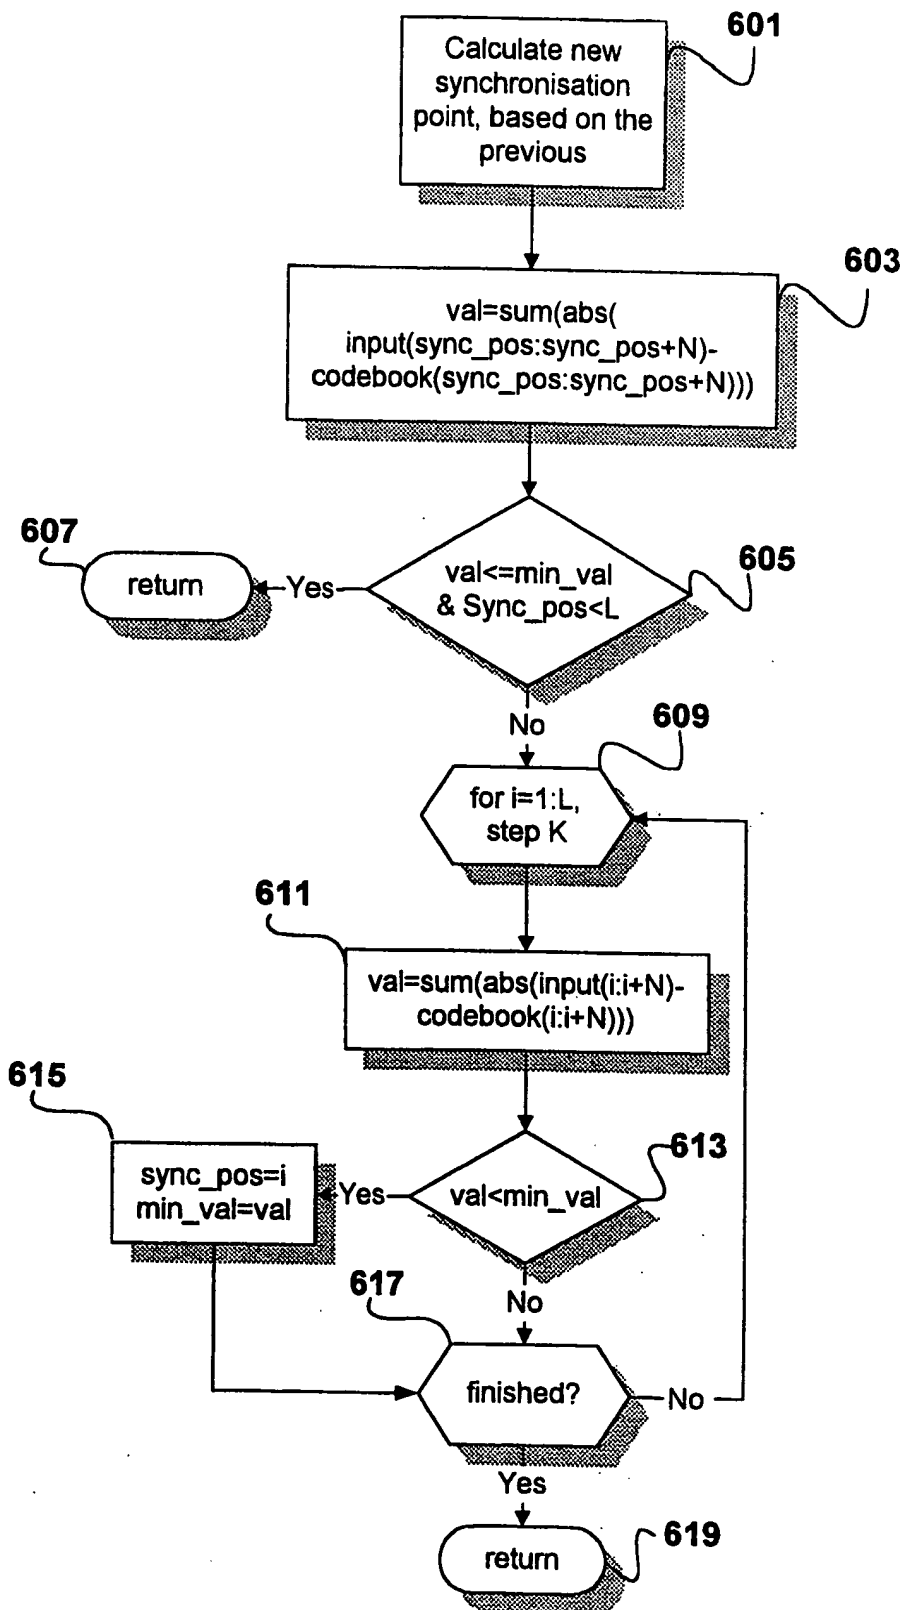 601
Calculate new
synchronisation
point, based on the
previous
603
val=sum(abs(
input(sync_pos:sync_pos+N)-
codebook(sync_pos:sync_pos+N)))
607
return
Yes
val<=min_val
& Sync_pos<L
605
No
609
for i=1:L,
step K
611
val=sum(abs(input(i:i+N)-
codebook(i:i+N)))
615
sync_pos=i
min_val=val
Yes
val<min_val
613
No
617
finished?
No
Yes
return
619